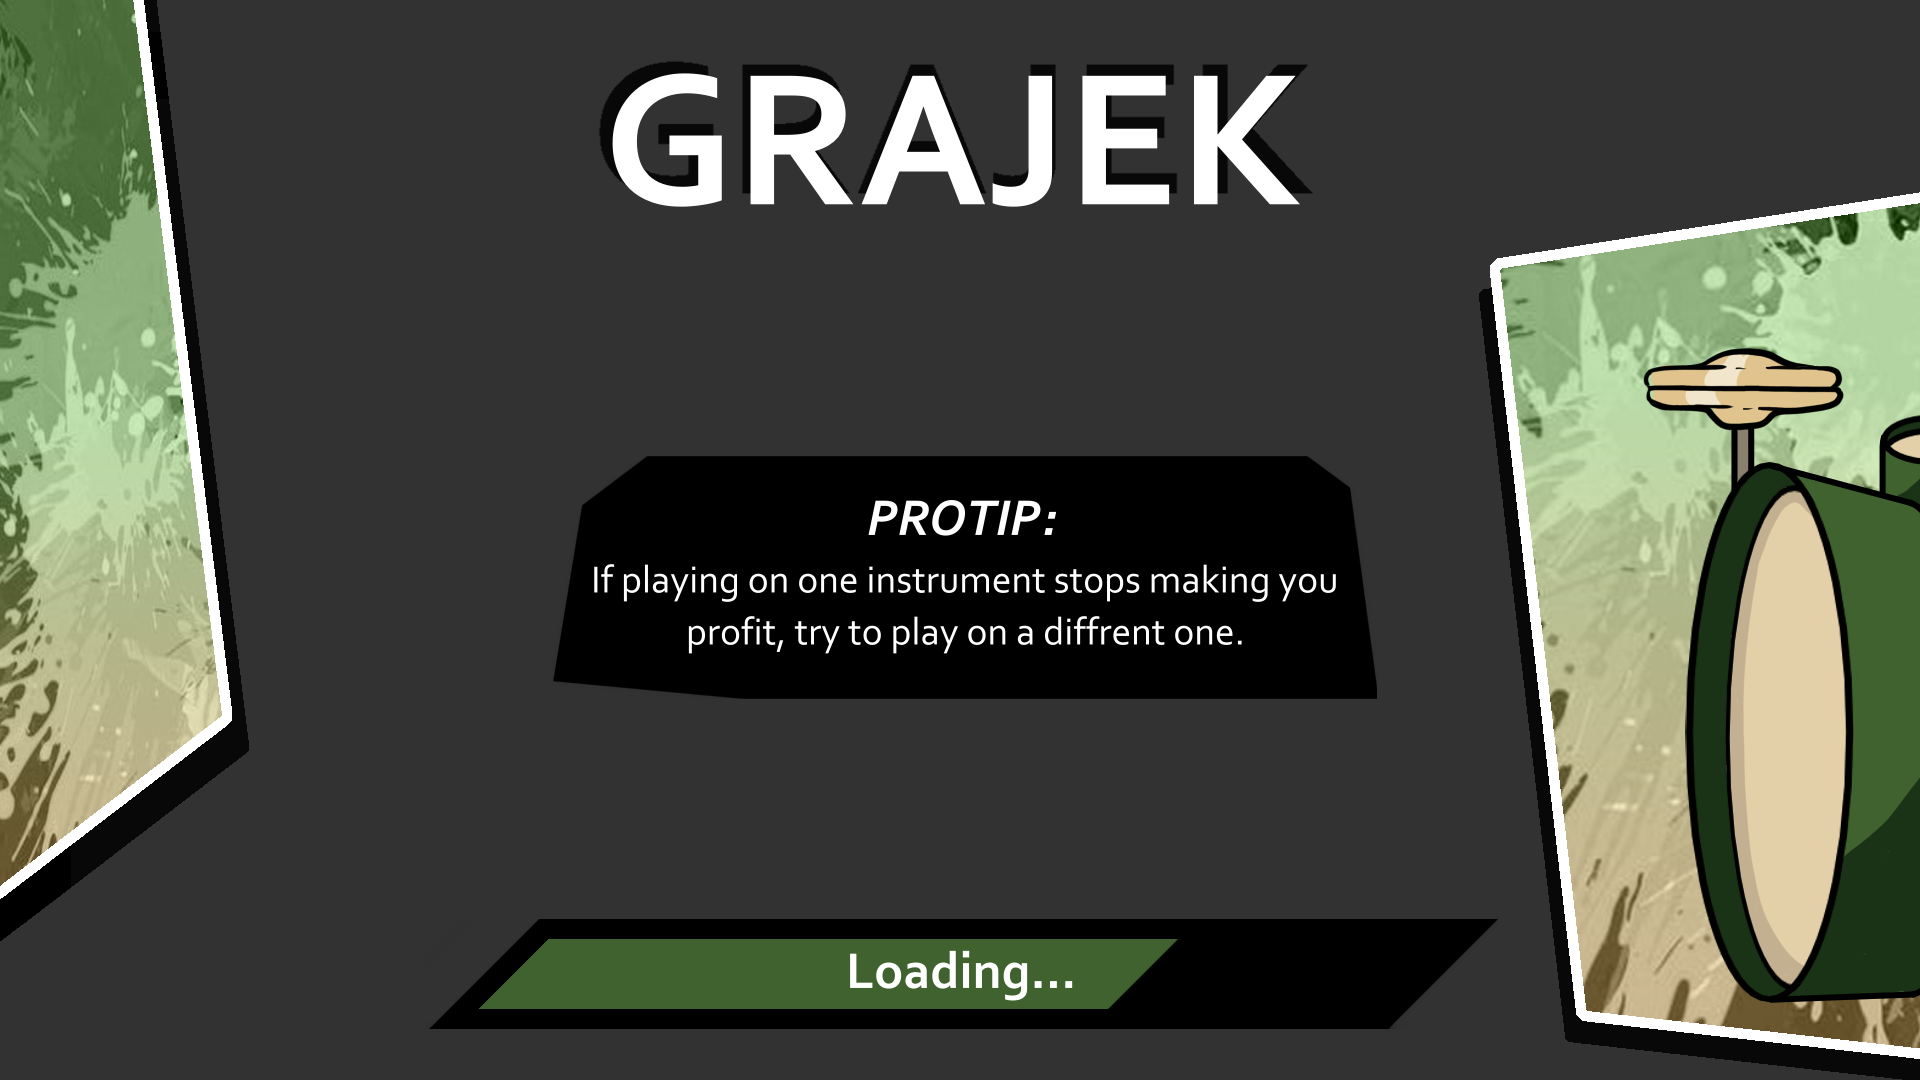 GRAJEK
PROTIP:
If playing on one instrument stops making you
profit, try to play on a diffrent one.
Loading...